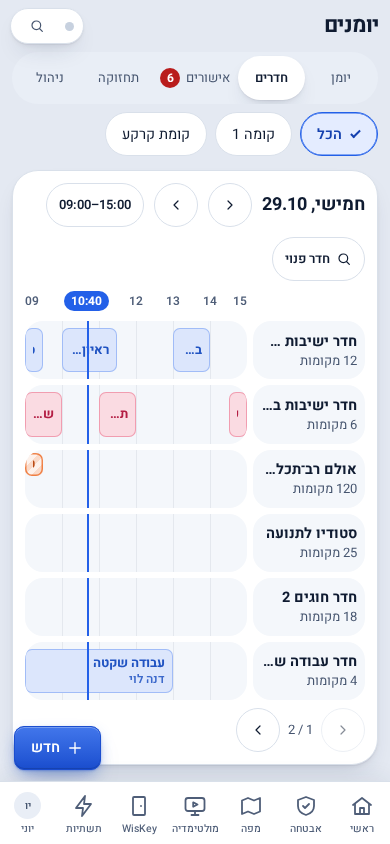 יומנים
יומן
חדרים
אישורים 6
תחזוקה
ניהול
הכל
קומה 1
קומת קרקע
חמישי, 29.10
09:00–15:00
חדר פנוי
09
10:40
12
13
14
15
חדר ישיבות ...
12 מקומות
ב...
ראיון...
חדר ישיבות ב...
6 מקומות
ת...
ש...
אולם רב־תכל...
120 מקומות
סטודיו לתנועה
25 מקומות
חדר חוגים 2
18 מקומות
חדר עבודה ש...
4 מקומות
עבודה שקטה
דנה לוי
1 / 2
חדש
ראשי
אבטחה
מפה
מולטימדיה
WisKey
תשתיות
יו
יוני